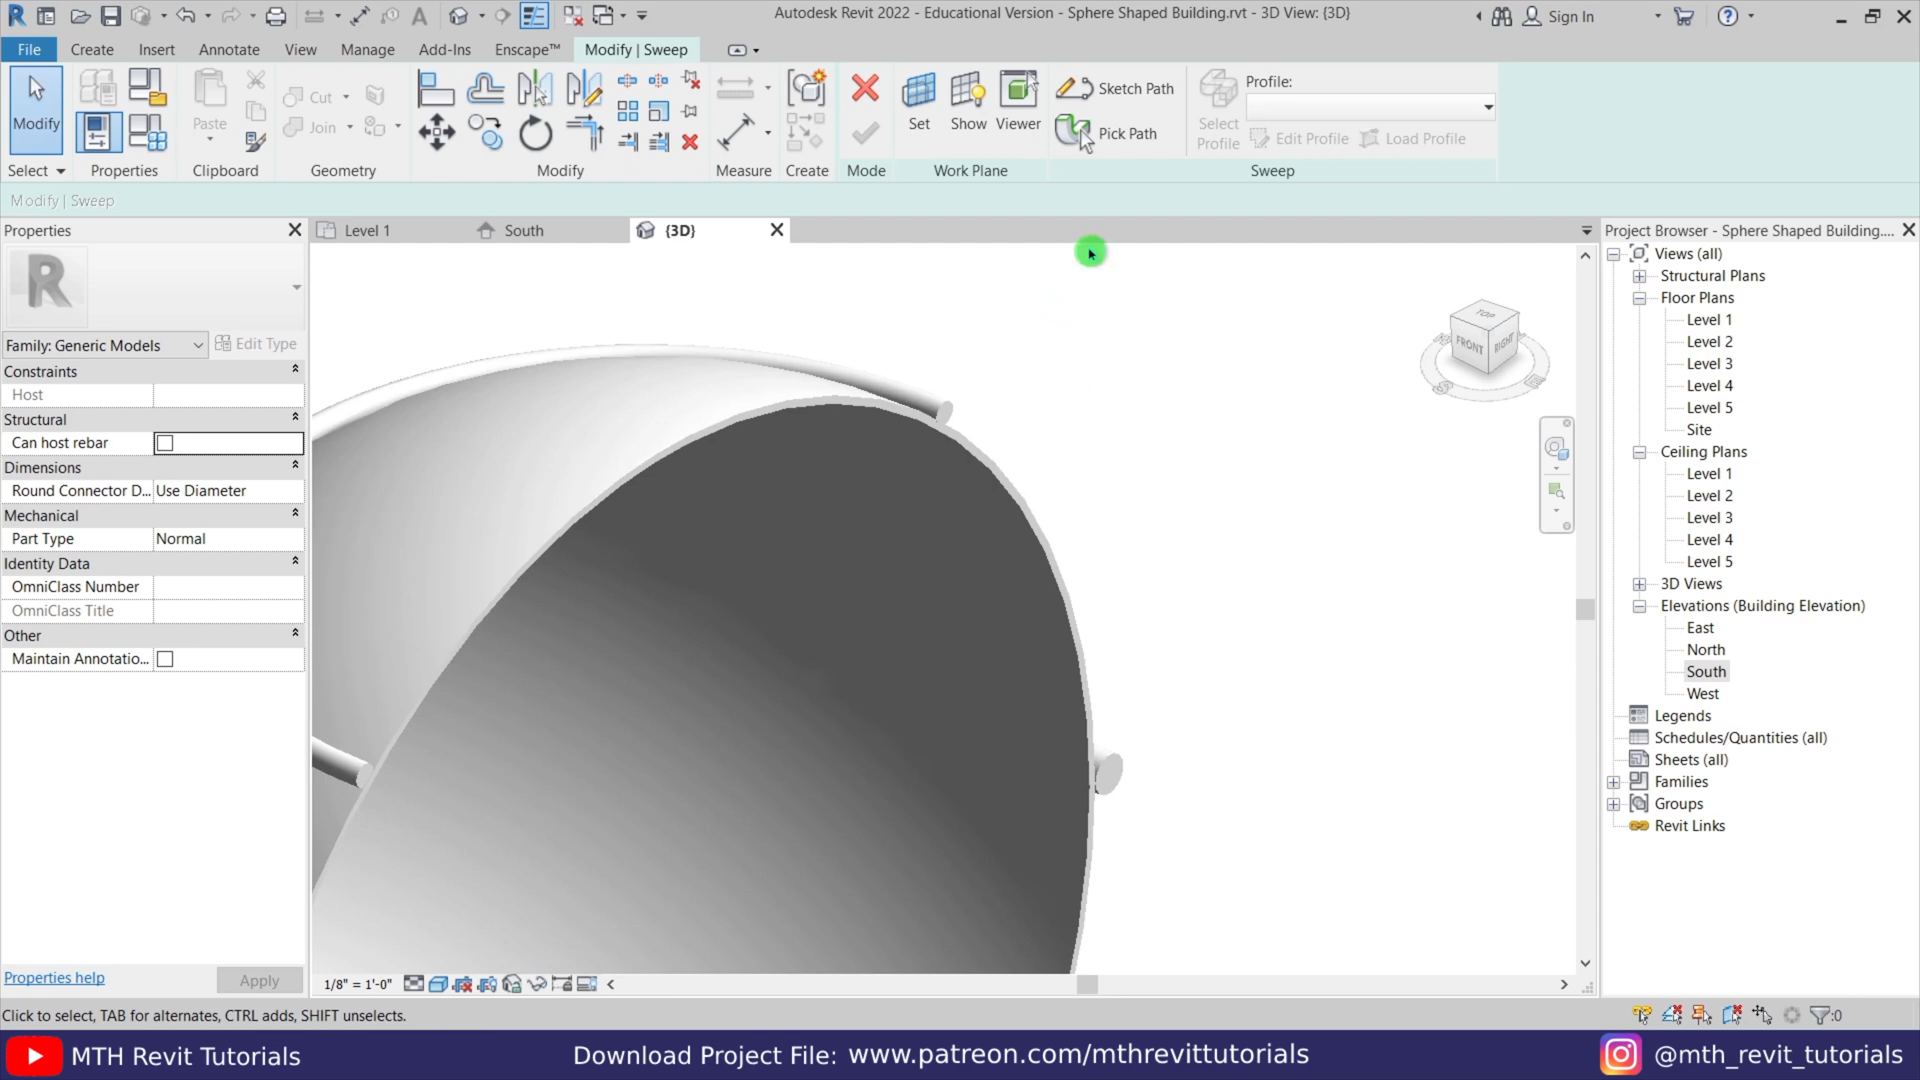 Autodesk Revit 2022 - Educational Version - Sphere Shaped Building.rvt - 3D View: {3D}
Sign In
File Create Insert Annotate View Manage Add-Ins Enscape™ Modify | Sweep
Modify
Paste
Cut
Join
Set Show Viewer
Sketch Path
Pick Path
Select Profile
Profile:
Edit Profile Load Profile
Select Properties Clipboard Geometry Modify Measure Create Mode Work Plane Sweep
Modify | Sweep
Properties
Level 1 South {3D}
Project Browser - Sphere Shaped Building....
Family: Generic Models
Edit Type
Constraints
Host
Structural
Can host rebar
Dimensions
Round Connector D... Use Diameter
Mechanical
Part Type Normal
Identity Data
OmniClass Number
OmniClass Title
Other
Maintain Annotatio...
Properties help
Apply
TOP
FRONT
RIGHT
Views (all)
Structural Plans
Floor Plans
Level 1
Level 2
Level 3
Level 4
Level 5
Site
Ceiling Plans
Level 1
Level 2
Level 3
Level 4
Level 5
3D Views
Elevations (Building Elevation)
East
North
South
West
Legends
Schedules/Quantities (all)
Sheets (all)
Families
Groups
Revit Links
1/8" = 1'-0"
Click to select, TAB for alternates, CTRL adds, SHIFT unselects.
:0
MTH Revit Tutorials
Download Project File: www.patreon.com/mthrevittutorials
@mth_revit_tutorials